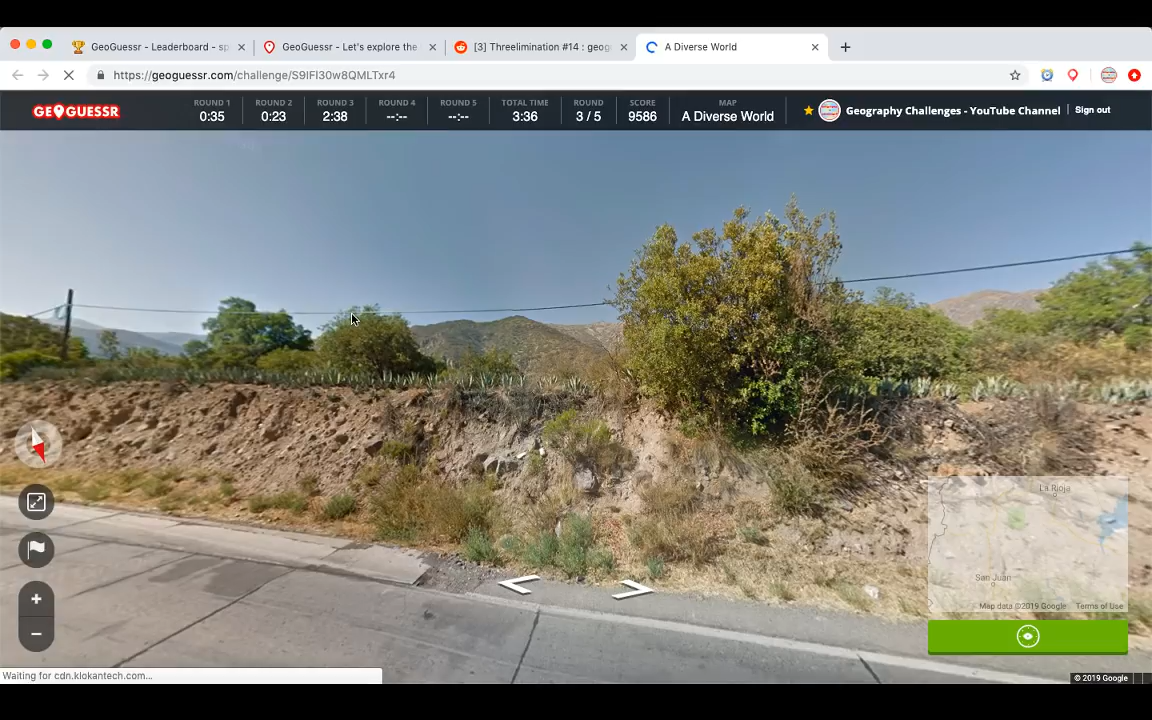 GeoGuessr - Leaderboard - sp
GeoGuessr - Let's explore the
[3] Threelimination #14 : geog
A Diverse World
https://geoguessr.com/challenge/S9IFl30w8QMLTxr4
GEOGUESSR
ROUND 1
0:35
ROUND 2
0:23
ROUND 3
2:38
ROUND 4
--:--
ROUND 5
--:--
TOTAL TIME
3:36
ROUND
3 / 5
SCORE
9586
MAP
A Diverse World
Geography Challenges - YouTube Channel
Sign out
La Rioja
San Juan
Map data ©2019 Google
Terms of Use
Waiting for cdn.klokantech.com...
© 2019 Google